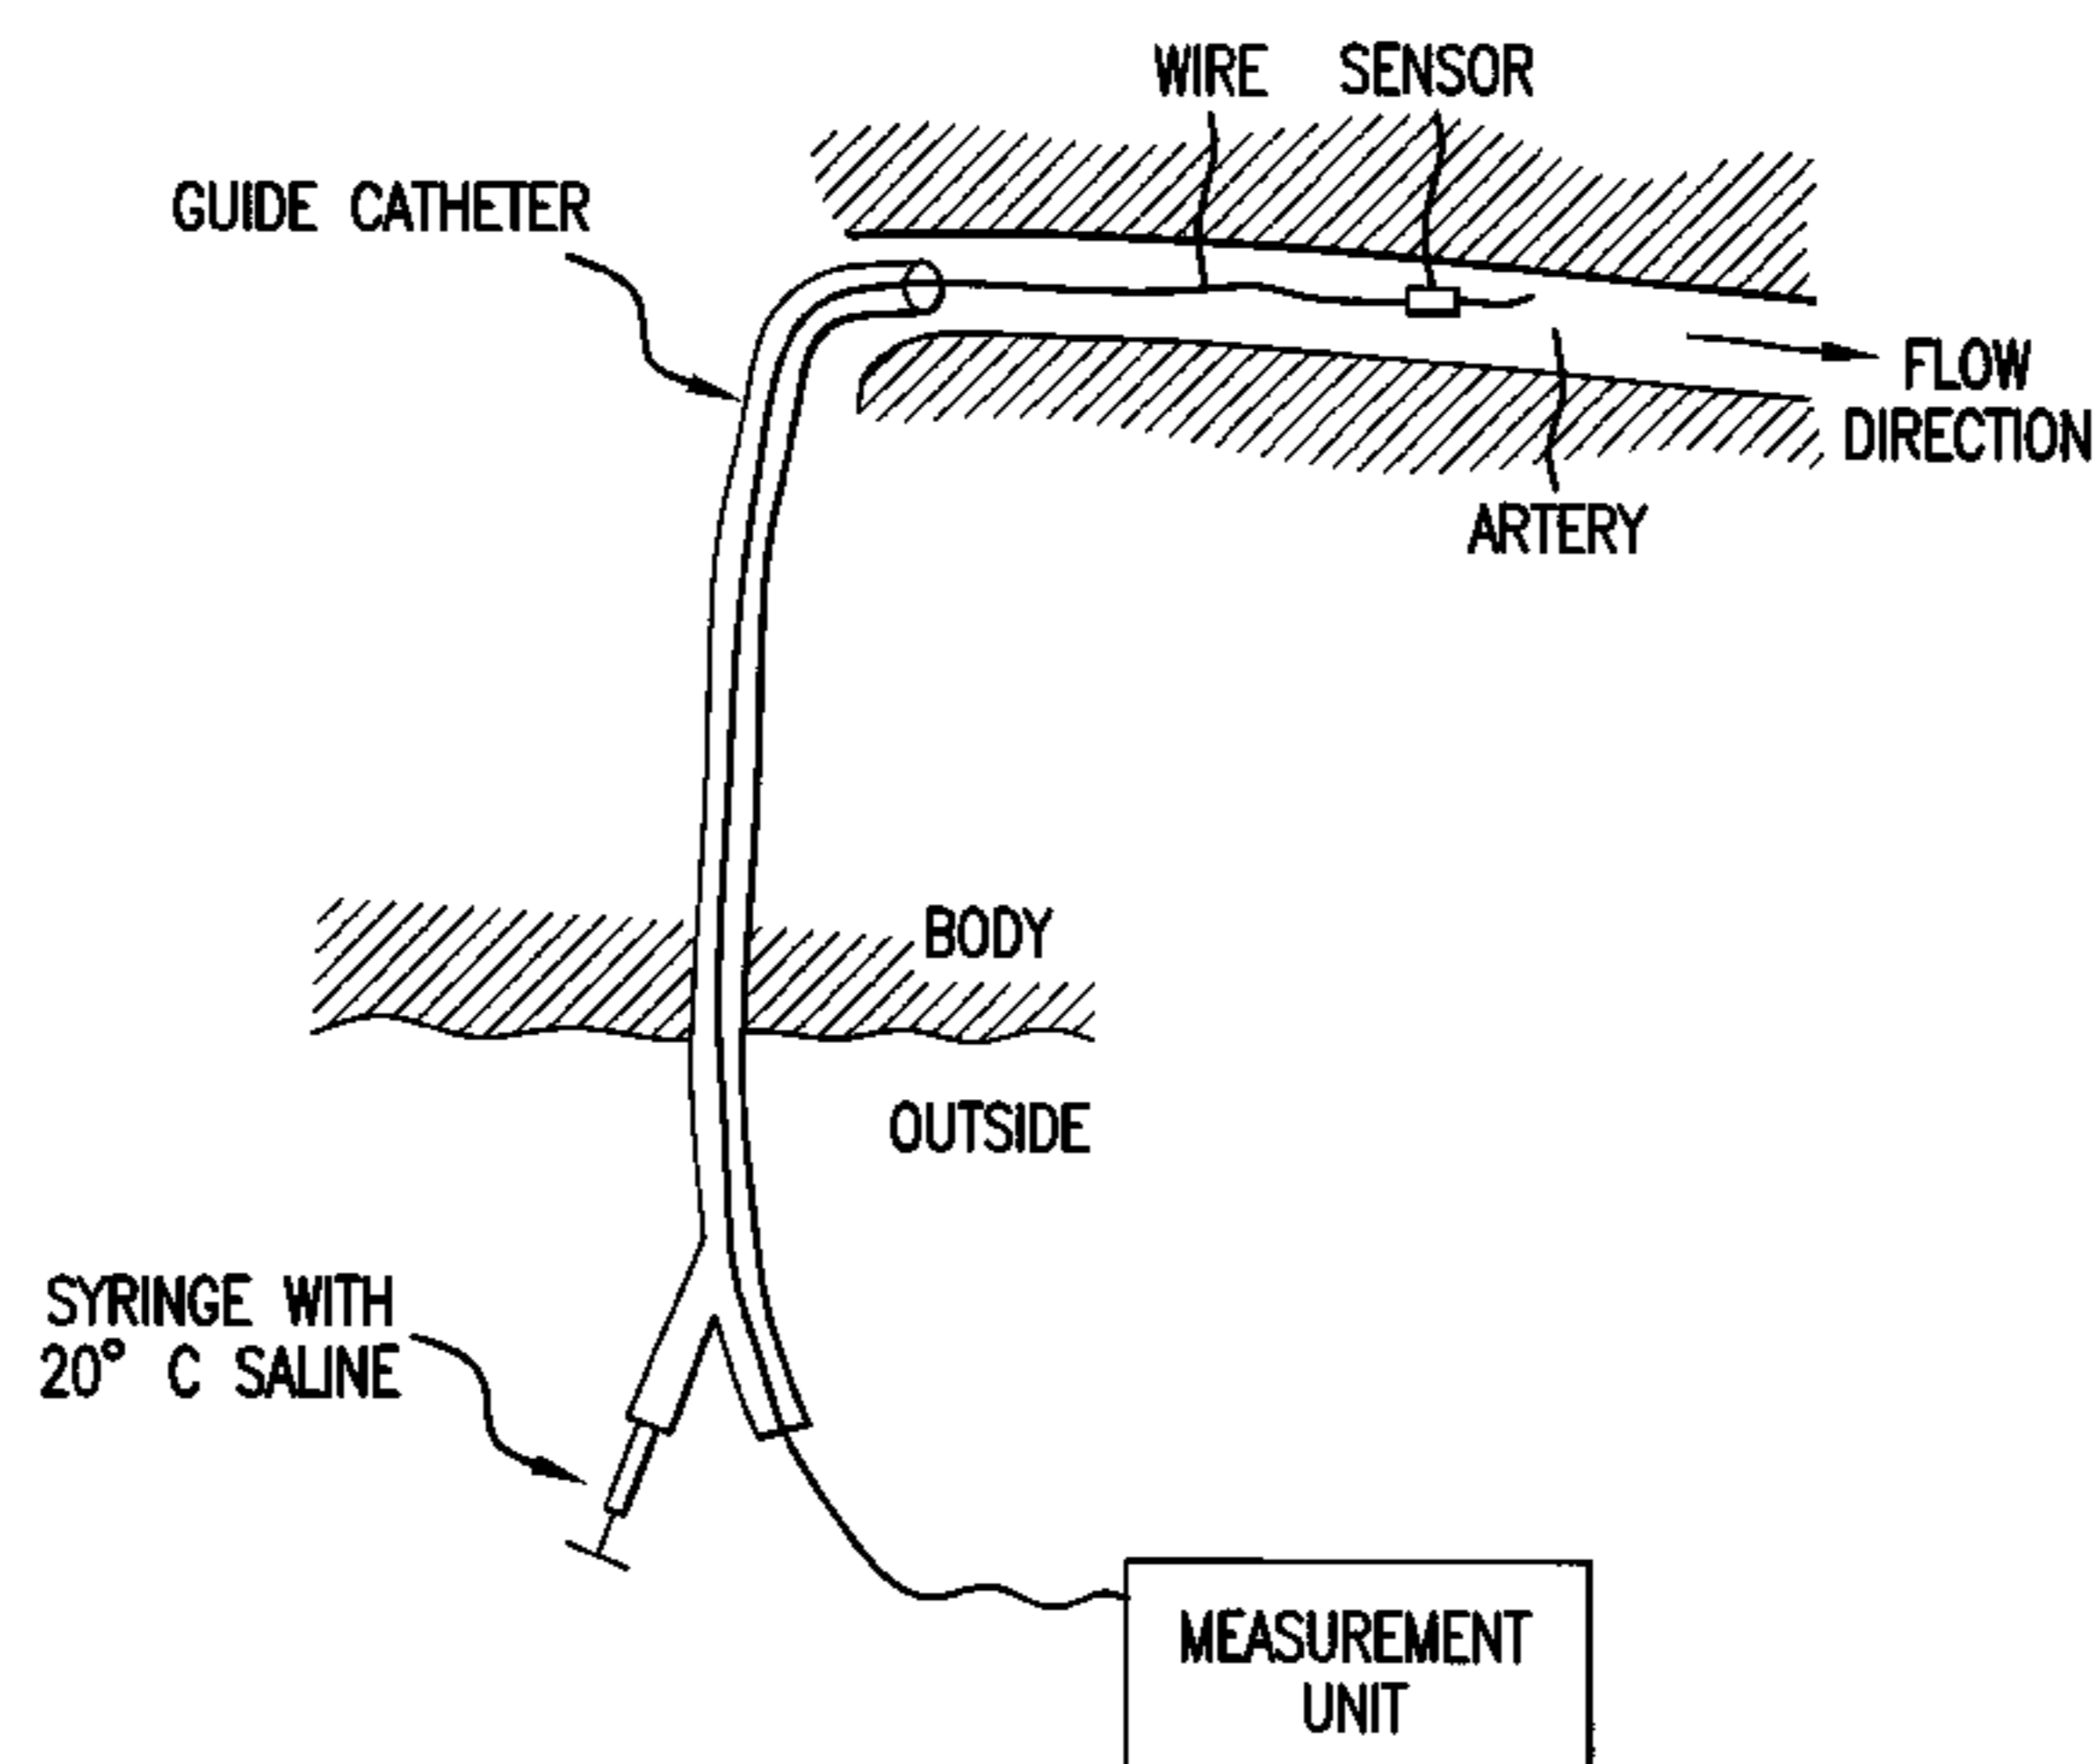 WIRE SENSOR
GUIDE CATHETER
FLOW
DIRECTION
ARTERY
BODY
OUTSIDE
SYRINGE WITH
20° C SALINE
MEASUREMENT
UNIT